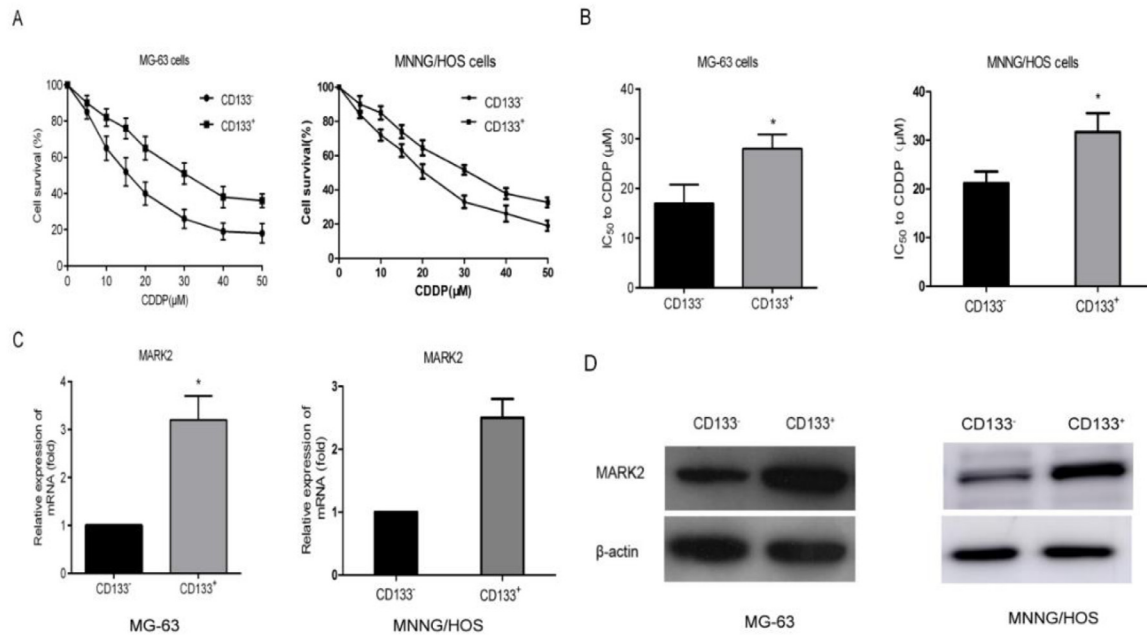 A
MG-63 cells
Cell survival (%)
100
80
60
40
20
0
CD133⁻
CD133⁺
0 10 20 30 40 50
CDDP(μM)
MNNG/HOS cells
Cell survival(%)
100
80
60
40
20
0
CD133⁻
CD133⁺
0 10 20 30 40 50
CDDP(μM)
B
MG-63 cells
IC₅₀ to CDDP (μM)
40
30
20
10
0
*
CD133⁻ CD133⁺
MNNG/HOS cells
IC₅₀ to CDDP (μM)
40
30
20
10
0
*
CD133⁻ CD133⁺
C
MARK2
Relative expression of
mRNA (fold)
4
3
2
1
0
*
CD133⁻ CD133⁺
MG-63
MARK2
Relative expression of
mRNA (fold)
3
2
1
0
CD133⁻ CD133⁺
MNNG/HOS
D
CD133⁻ CD133⁺
CD133⁻ CD133⁺
MARK2
β-actin
MG-63
MNNG/HOS